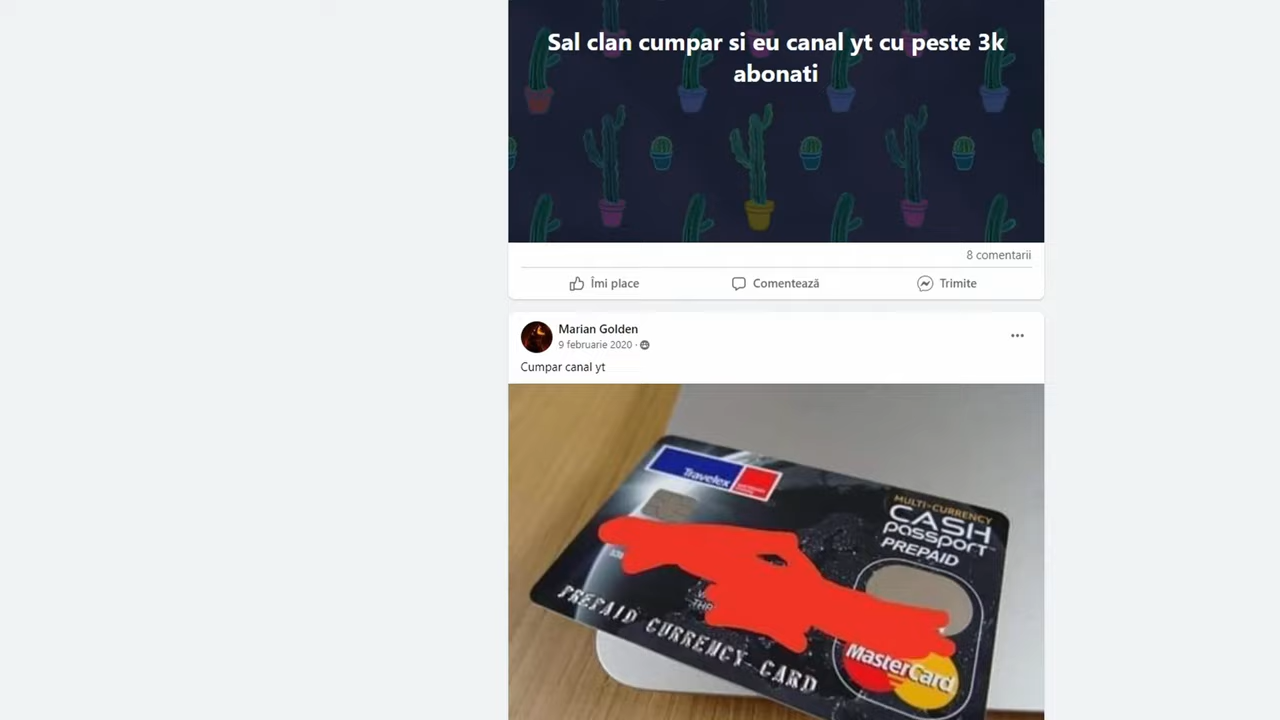 Sal clan cumpar si eu canal yt cu peste 3k
abonati
8 comentarii
Îmi place
Comentează
Trimite
Marian Golden
9 februarie 2020
Cumpar canal yt
Travelex
MULTI-CURRENCY
CASH
passport
PREPAID
THR
PREPAID CURRENCY CARD
MasterCard